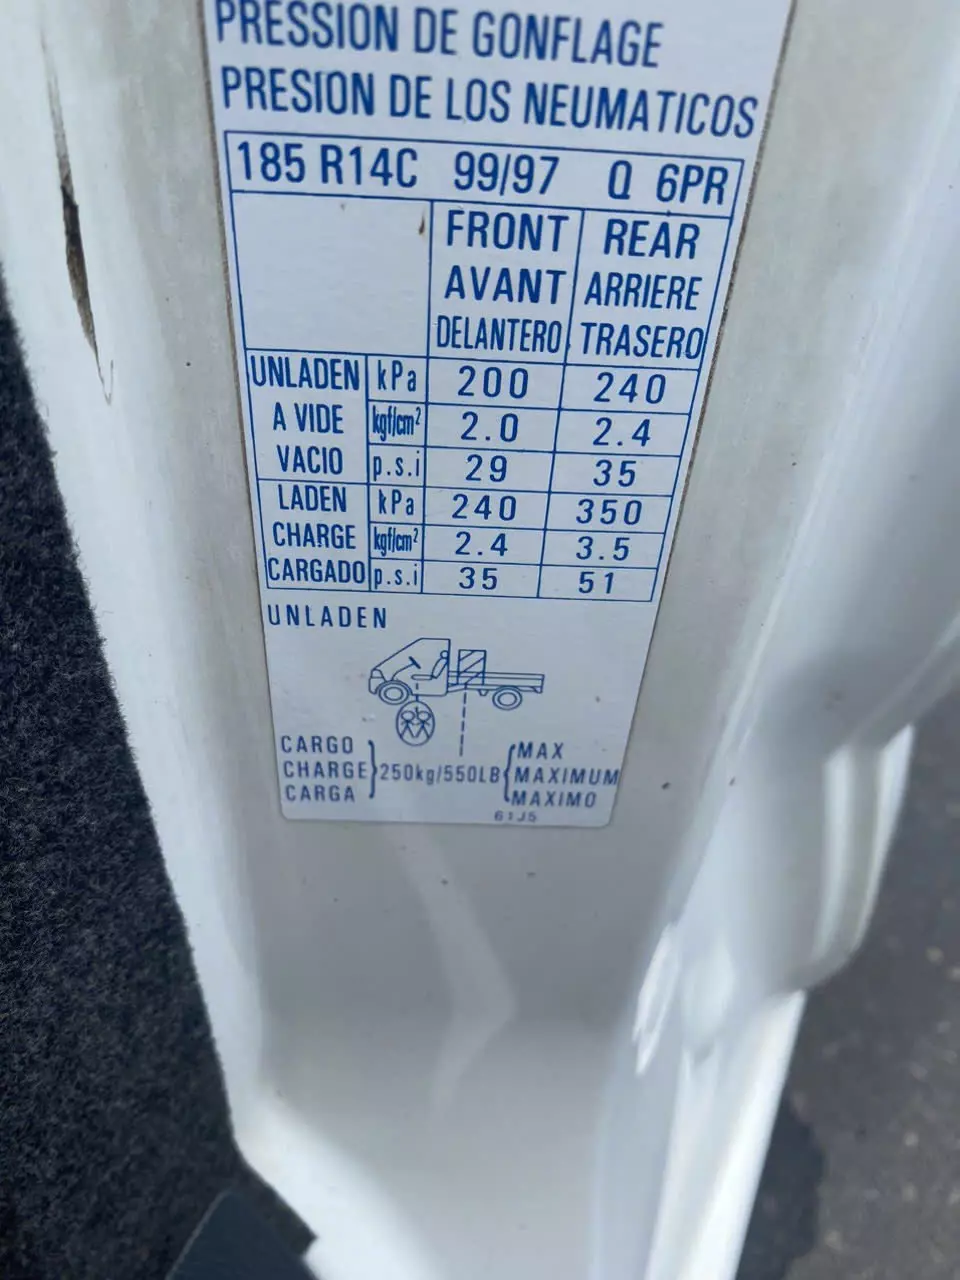 PRESSION DE GONFLAGE
PRESION DE LOS NEUMATICOS
185 R14C 99/97 Q 6PR
FRONT REAR
AVANT ARRIERE
DELANTERO TRASERO
UNLADEN kPa 200 240
A VIDE kgf/cm² 2.0 2.4
VACIO p.s.i 29 35
LADEN kPa 240 350
CHARGE kgf/cm² 2.4 3.5
CARGADO p.s.i 35 51
UNLADEN
CARGO MAX
CHARGE 250kg/550LB MAXIMUM
CARGA MAXIMO
61J5